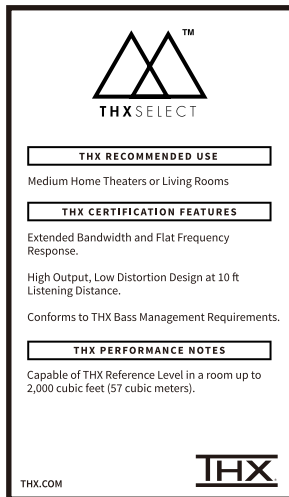 TM
THXSELECT
THX RECOMMENDED USE
Medium Home Theaters or Living Rooms
THX CERTIFICATION FEATURES
Extended Bandwidth and Flat Frequency
Response.
High Output, Low Distortion Design at 10 ft
Listening Distance.
Conforms to THX Bass Management Requirements.
THX PERFORMANCE NOTES
Capable of THX Reference Level in a room up to
2,000 cubic feet (57 cubic meters).
THX.COM
THX®